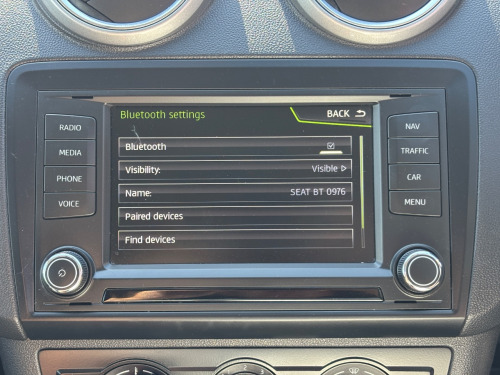 Bluetooth settings
BACK
RADIO
MEDIA
PHONE
VOICE
Bluetooth
Visibility: Visible
Name: SEAT BT 0976
Paired devices
Find devices
NAV
TRAFFIC
CAR
MENU